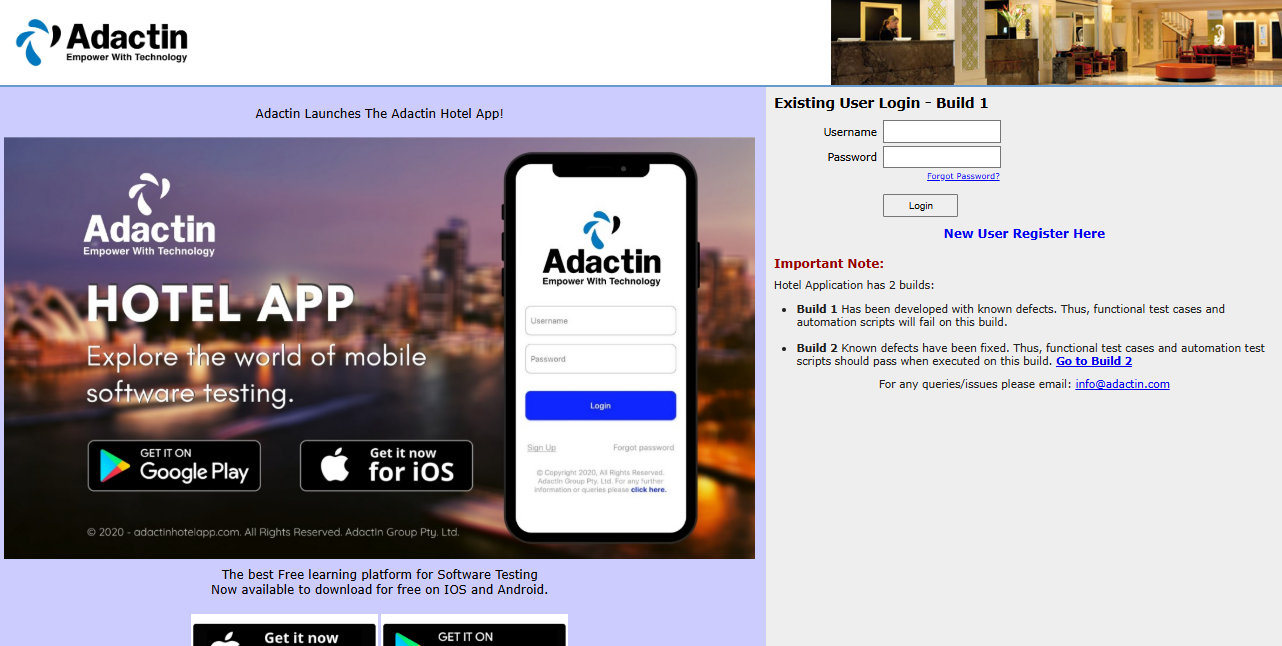 Adactin
Empower With Technology
Adactin Launches The Adactin Hotel App!
Adactin
Empower With Technology
HOTEL APP
Explore the world of mobile
software testing.
GET IT ON
Google Play
Get it now
for iOS
© 2020 - adactinhotelapp.com. All Rights Reserved. Adactin Group Pty. Ltd.
Adactin
Empower With Technology
Username
Password
Login
Sign Up
Forgot password
© Copyright 2020, All Rights Reserved.
Adactin Group Pty. Ltd. For any further
information or queries please click here.
The best Free learning platform for Software Testing
Now available to download for free on IOS and Android.
Get it now
GET IT ON
Existing User Login - Build 1
Username
Password
Forgot Password?
Login
New User Register Here
Important Note:
Hotel Application has 2 builds:
• Build 1 Has been developed with known defects. Thus, functional test cases and
automation scripts will fail on this build.
• Build 2 Known defects have been fixed. Thus, functional test cases and automation test
scripts should pass when executed on this build. Go to Build 2
For any queries/issues please email: info@adactin.com